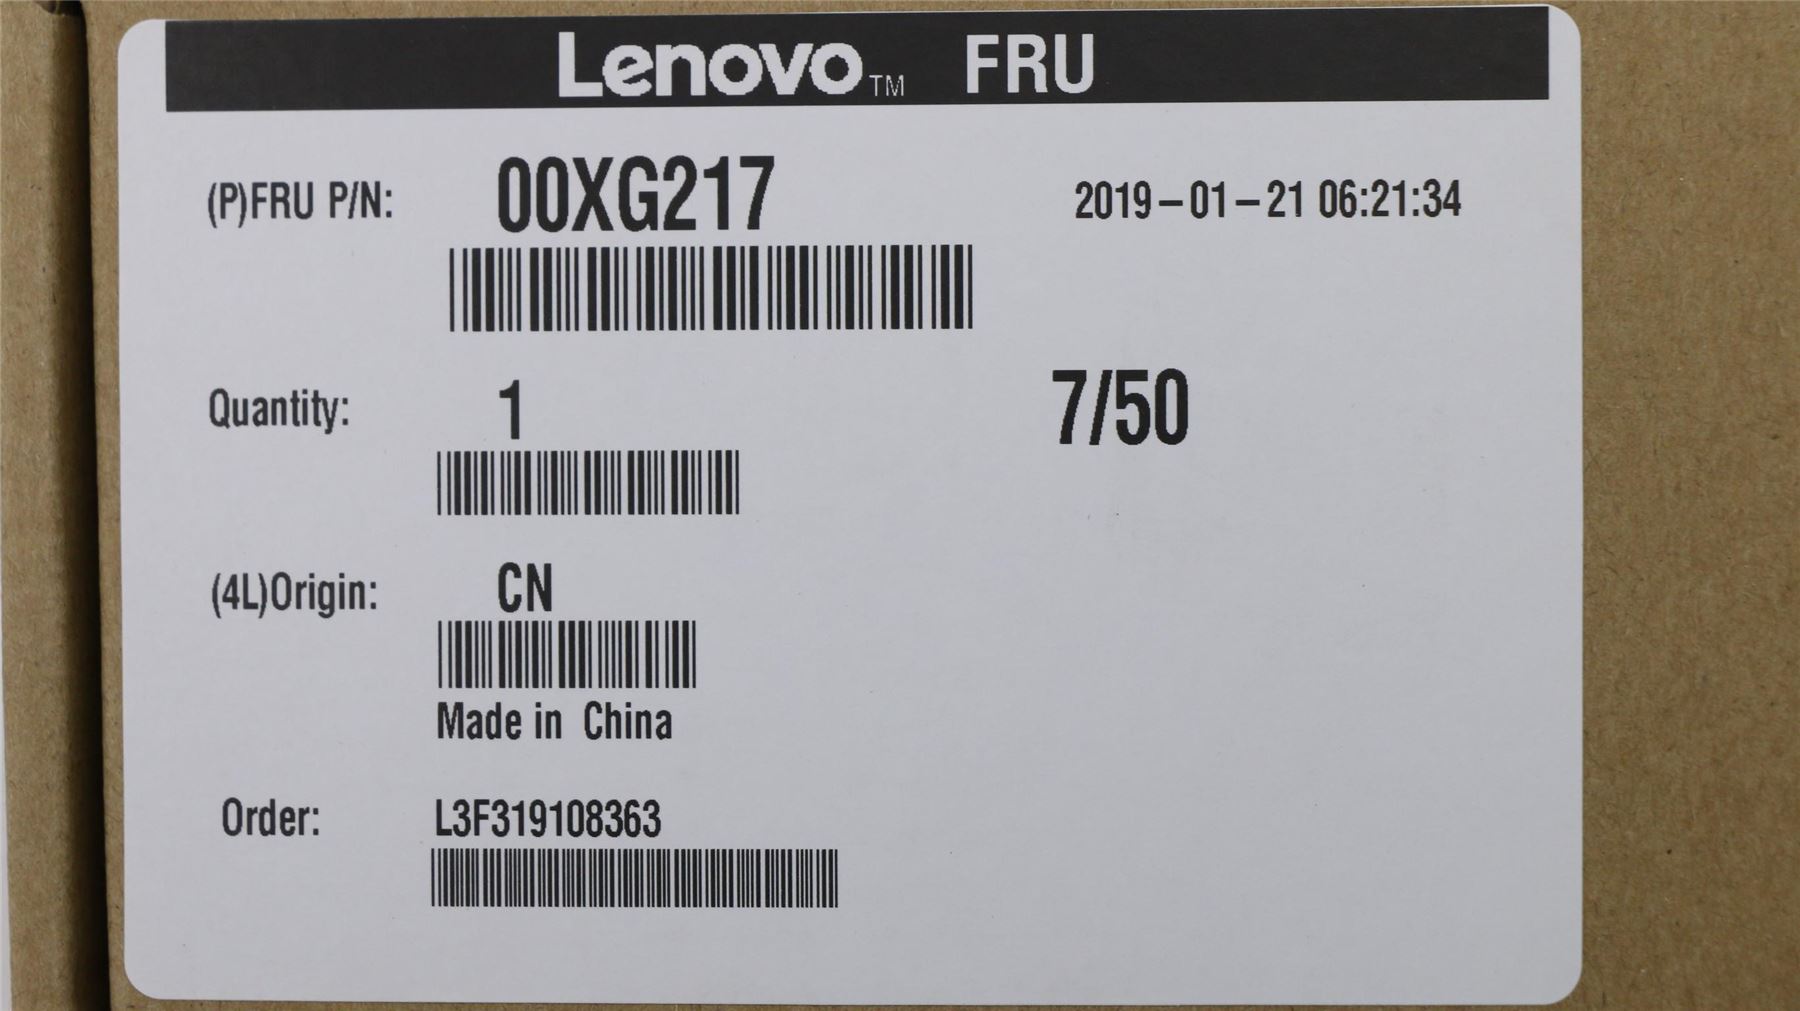 Lenovo™ FRU
(P)FRU P/N: 00XG217 2019-01-21 06:21:34
Quantity: 1 7/50
(4L)Origin: CN
Made in China
Order: L3F319108363